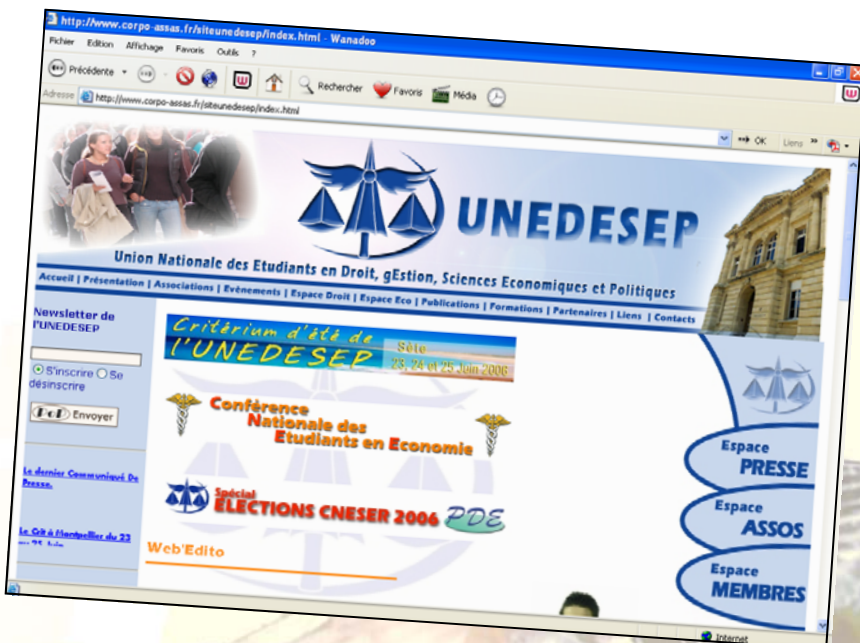 http://www.corpo-assas.fr/siteunedesep/index.html - Wanadoo
Fichier Edition Affichage Favoris Outils ?
Précédente Rechercher Favoris Média
Adresse http://www.corpo-assas.fr/siteunedesep/index.html OK Liens »
UNEDESEP
Union Nationale des Etudiants en Droit, gEstion, Sciences Economiques et Politiques
Accueil | Présentation | Associations | Evènements | Espace Droit | Espace Eco | Publications | Formations | Partenaires | Liens | Contacts
Newsletter de
l'UNEDESEP
S'inscrire Se
désinscrire
PoP Envoyer
Le dernier Communiqué De
Presse.
Le Crit à Montpellier du 23
Critérium d'été de
l'UNEDESEP
Sète
23, 24 et 25 Juin 2006
Conférence
Nationale des
Etudiants en Economie
Spécial
ELECTIONS CNESER 2006 PDE
Web'Edito
Espace
PRESSE
Espace
ASSOS
Espace
MEMBRES
Internet